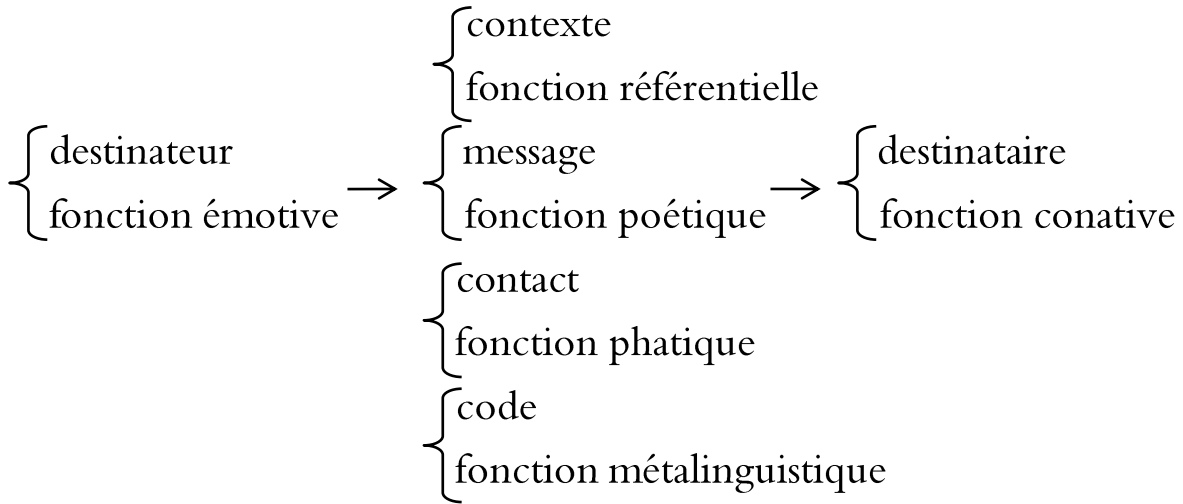 contexte
fonction référentielle
destinateur
fonction émotive
message
fonction poétique
destinataire
fonction conative
contact
fonction phatique
code
fonction métalinguistique